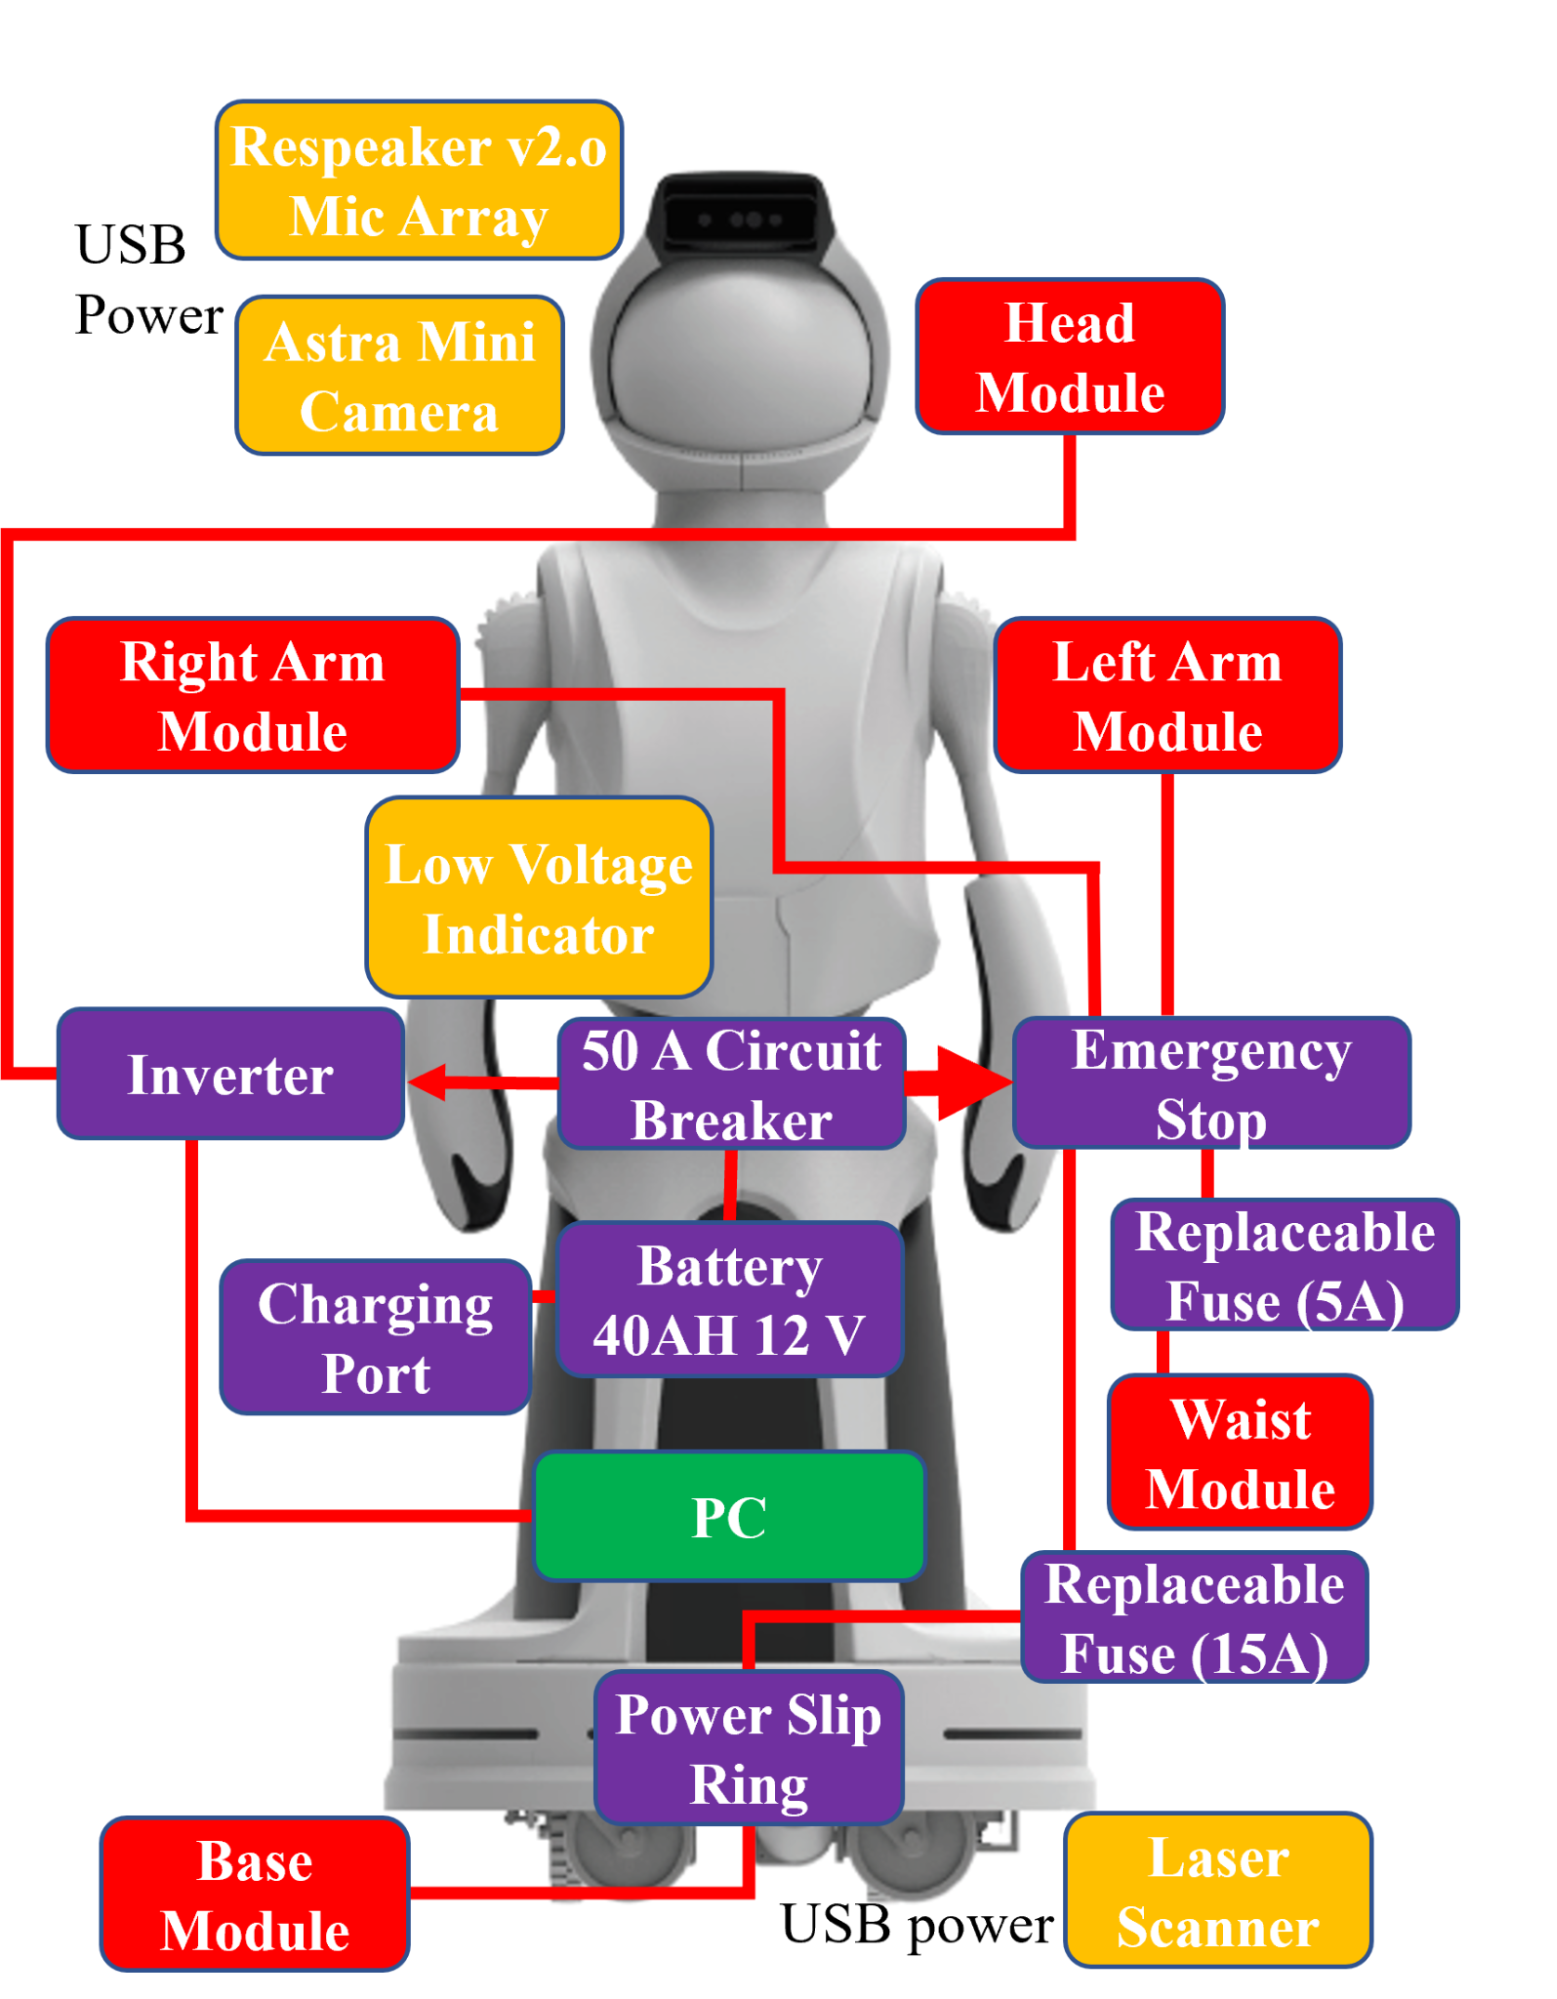 Respeaker v2.o
Mic Array
USB
Power
Astra Mini
Camera
Head
Module
Right Arm
Module
Left Arm
Module
Low Voltage
Indicator
Inverter
50 A Circuit
Breaker
Emergency
Stop
Charging
Port
Battery
40AH 12 V
Replaceable
Fuse (5A)
Waist
Module
PC
Replaceable
Fuse (15A)
Power Slip
Ring
Base
Module
USB power
Laser
Scanner